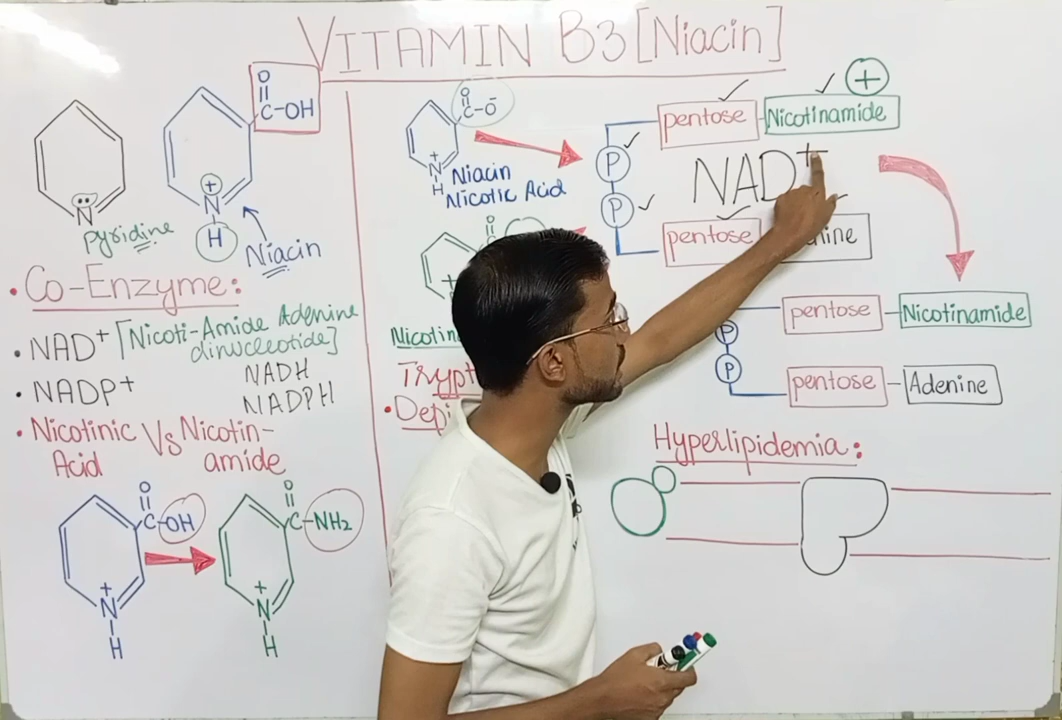 VITAMIN B3 [Niacin]
O
C-OH
N
pyridine
+
N
H
Niacin
• Co-Enzyme:
• NAD+ [Nicoti-Amide Adenine
dinucleotide]
• NADP+
NADH
NADPH
• Nicotinic Vs Nicotin-
Acid amide
O
C-OH
+
N
H
O
C-NH2
+
N
H
O
C-O-
+
N
H
Niacin
Nicotic Acid
O
P
P
pentose - Nicotinamide
+
NAD+
pentose
P
P
pentose - Nicotinamide
pentose - Adenine
Hyperlipidemia: